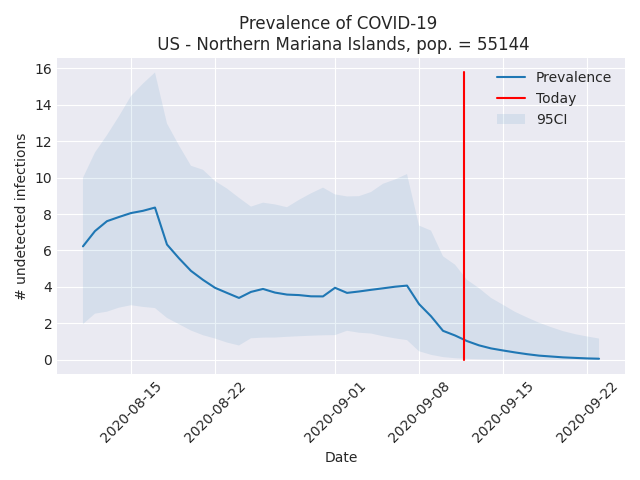 Prevalence of COVID-19
US - Northern Mariana Islands, pop. = 55144
16
14
12
10
8
6
4
2
0
# undetected infections
Prevalence
Today
95CI
2020-08-15
2020-08-22
2020-09-01
2020-09-08
2020-09-15
2020-09-22
Date